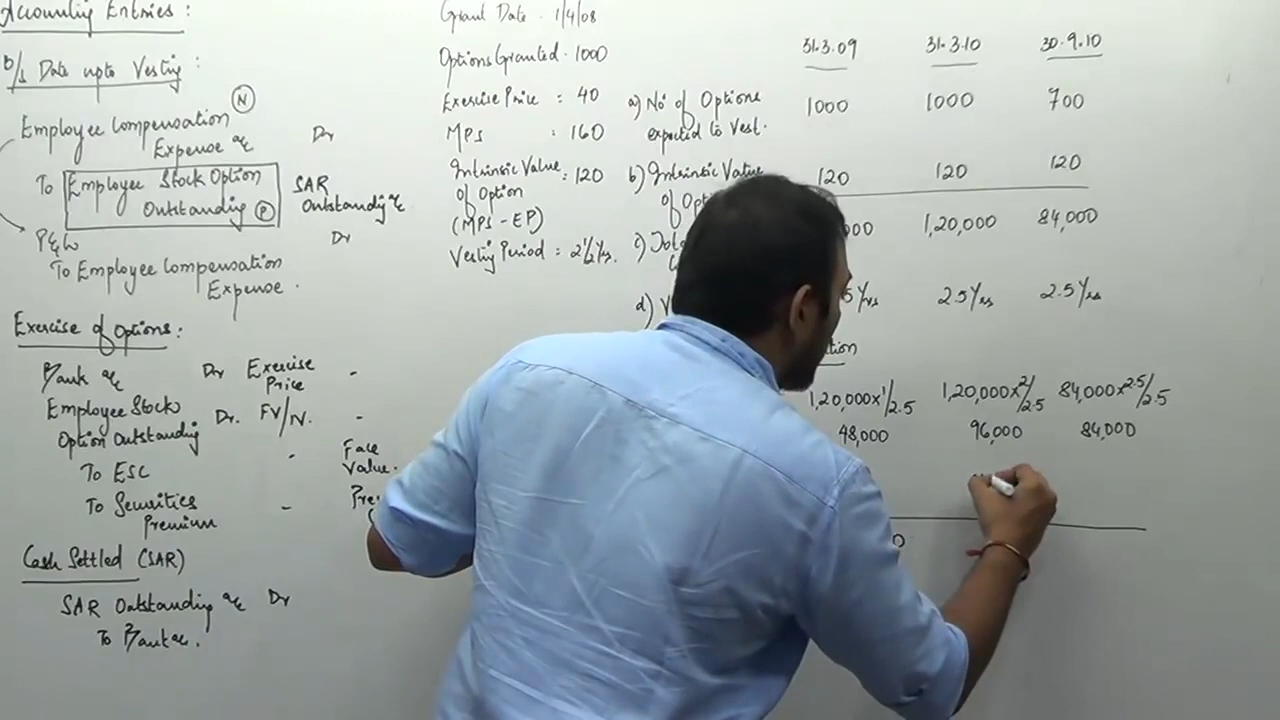 Accounting Entries :
B/s Date upto Vesting :
Employee Compensation (N)
Expense a/c Dr
To Employee Stock Option
Outstanding (P)
SAR
Outstanding a/c
P&L Dr
To Employee Compensation
Expense .
Exercise of Options :
Bank a/c Dr Exercise
Price -
Employee Stock
Option Outstanding Dr. FV/IV. -
To ESC - Face
Value.
To Securities
Premium -
Cash Settled (SAR)
SAR Outstanding a/c Dr
To Bank a/c .
Grant Date . 1/4/08
Options Granted . 1000
Exercise Price : 40
MPS : 160
Intrinsic Value
of Option : 120
(MPS - EP)
Vesting Period = 2 1/2 Yrs.
31.3.09 31.3.10 30.9.10
a) No of Options
expected to Vest. 1000 1000 700
b) Intrinsic Value 120 120 120
c) 1,20,000 84,000
d) 2.5 Yrs 2.5 Yrs
1,20,000 x 1/2.5 1,20,000 x 2/2.5 84,000 x 2.5/2.5
48,000 96,000 84,000